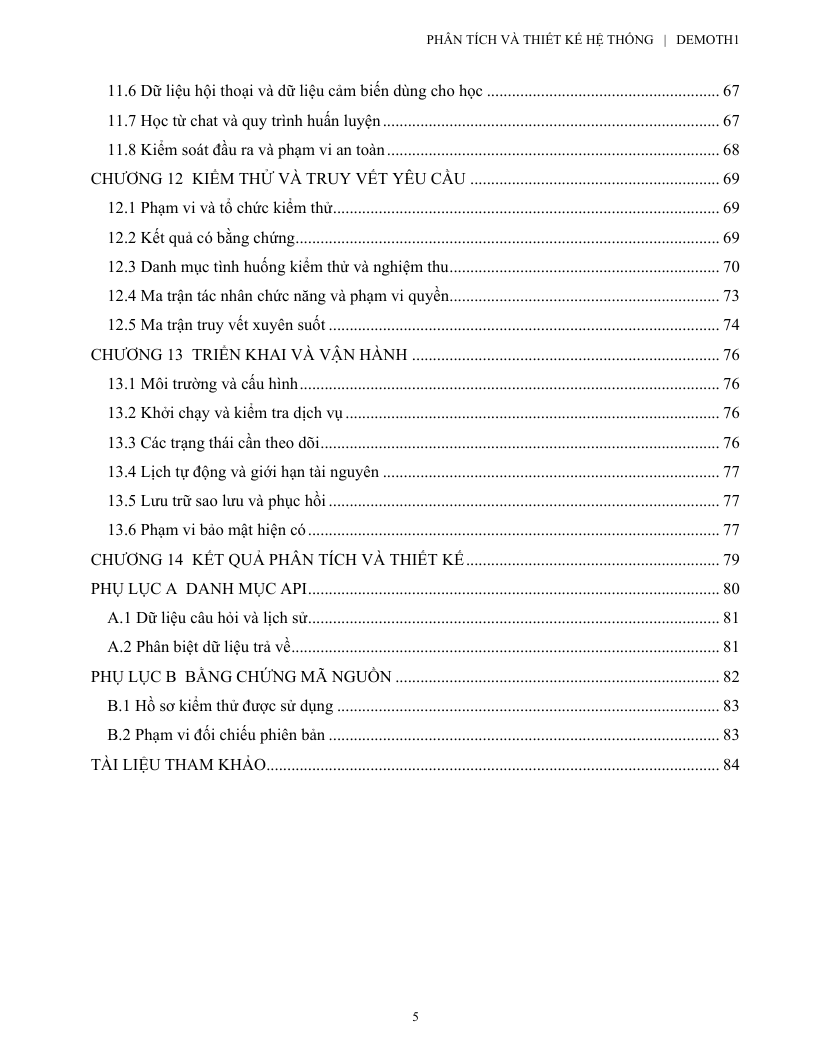 PHÂN TÍCH VÀ THIẾT KẾ HỆ THỐNG | DEMOTH1
11.6 Dữ liệu hội thoại và dữ liệu cảm biến dùng cho học ........................................................ 67
11.7 Học từ chat và quy trình huấn luyện ................................................................................. 67
11.8 Kiểm soát đầu ra và phạm vi an toàn ................................................................................ 68
CHƯƠNG 12 KIỂM THỬ VÀ TRUY VẾT YÊU CẦU ............................................................ 69
12.1 Phạm vi và tổ chức kiểm thử............................................................................................. 69
12.2 Kết quả có bằng chứng...................................................................................................... 69
12.3 Danh mục tình huống kiểm thử và nghiệm thu................................................................. 70
12.4 Ma trận tác nhân chức năng và phạm vi quyền................................................................. 73
12.5 Ma trận truy vết xuyên suốt .............................................................................................. 74
CHƯƠNG 13 TRIỂN KHAI VÀ VẬN HÀNH .......................................................................... 76
13.1 Môi trường và cấu hình..................................................................................................... 76
13.2 Khởi chạy và kiểm tra dịch vụ .......................................................................................... 76
13.3 Các trạng thái cần theo dõi................................................................................................ 76
13.4 Lịch tự động và giới hạn tài nguyên ................................................................................. 77
13.5 Lưu trữ sao lưu và phục hồi .............................................................................................. 77
13.6 Phạm vi bảo mật hiện có ................................................................................................... 77
CHƯƠNG 14 KẾT QUẢ PHÂN TÍCH VÀ THIẾT KẾ............................................................. 79
PHỤ LỤC A DANH MỤC API................................................................................................... 80
A.1 Dữ liệu câu hỏi và lịch sử................................................................................................... 81
A.2 Phân biệt dữ liệu trả về....................................................................................................... 81
PHỤ LỤC B BẰNG CHỨNG MÃ NGUỒN .............................................................................. 82
B.1 Hồ sơ kiểm thử được sử dụng ............................................................................................ 83
B.2 Phạm vi đối chiếu phiên bản .............................................................................................. 83
TÀI LIỆU THAM KHẢO............................................................................................................. 84
5